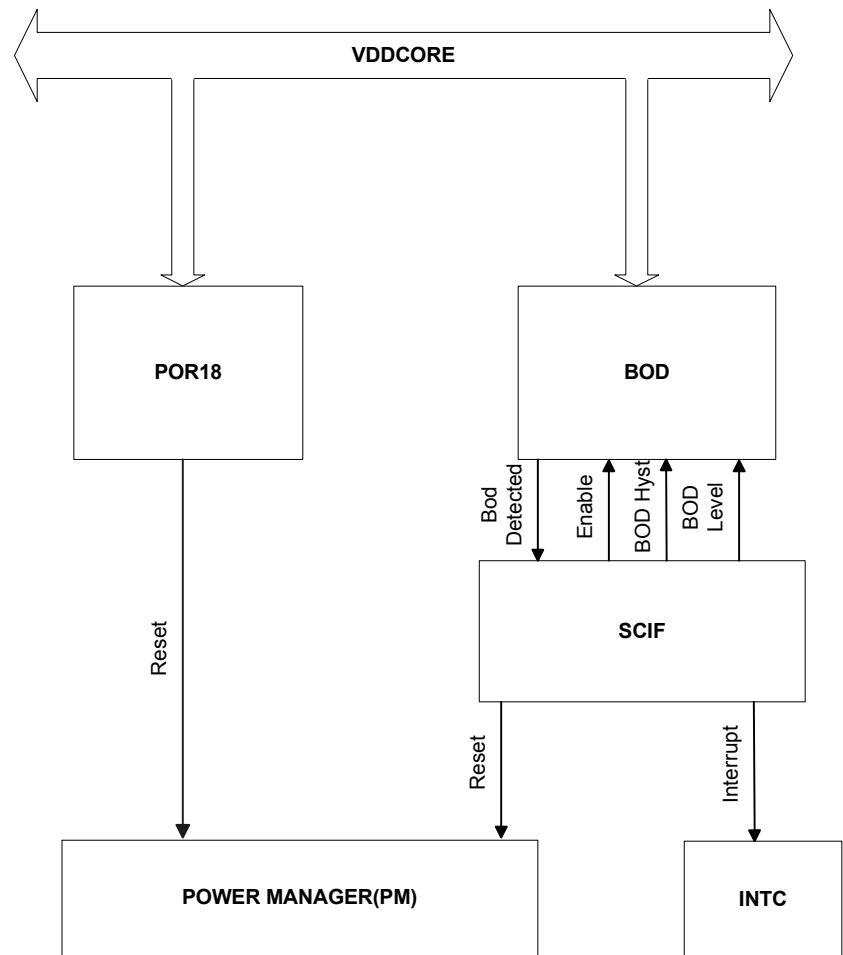 VDDCORE
POR18
BOD
Bod
Detected
Enable
BOD Hyst
BOD
Level
SCIF
Reset
Reset
Interrupt
POWER MANAGER(PM)
INTC